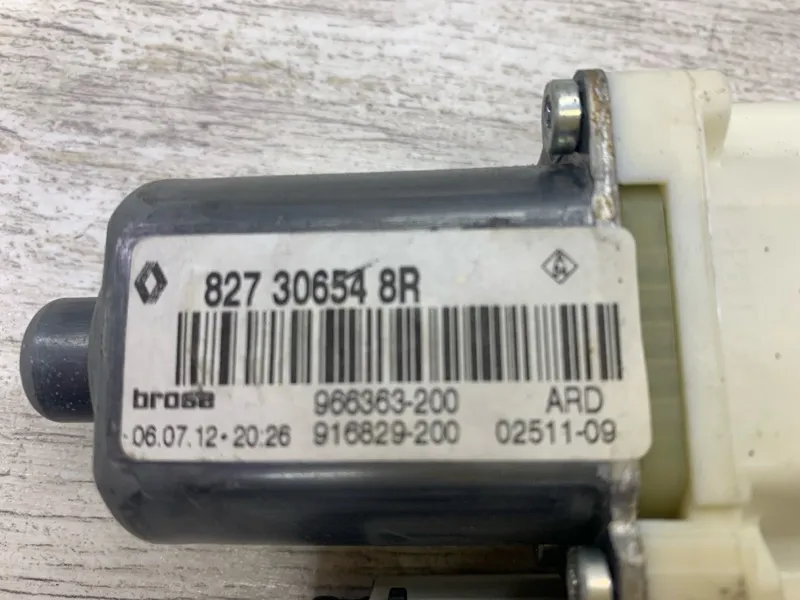 827 30654 8R
brose
966363-200
ARD
06.07.12 · 20:26
916829-200
02511-09